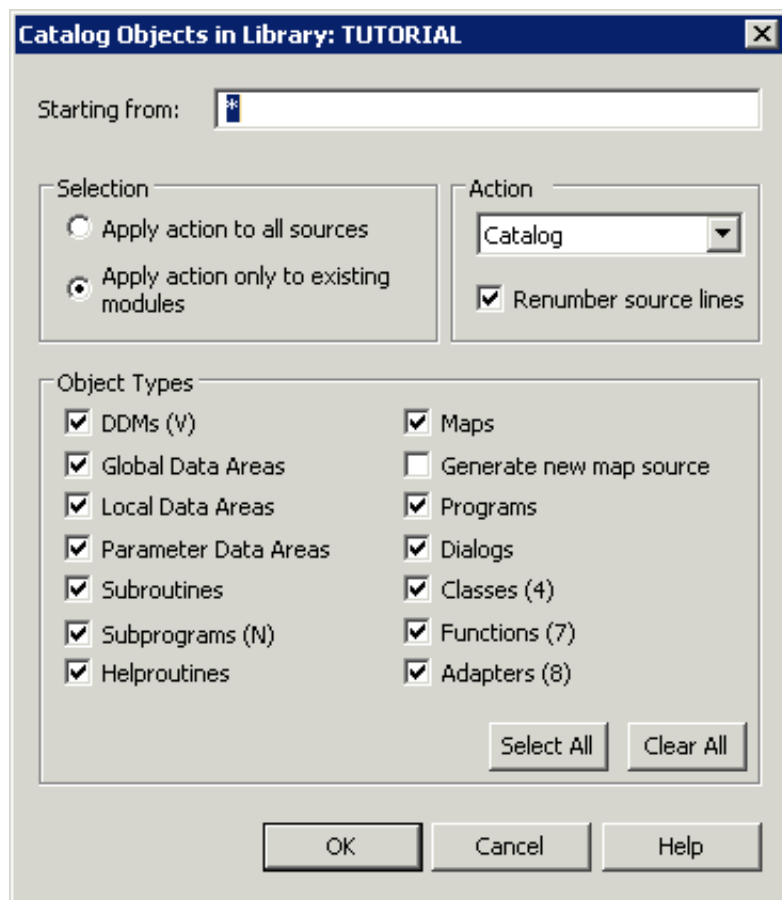 Catalog Objects in Library: TUTORIAL
Starting from: *
Selection
Apply action to all sources
Apply action only to existing
modules
Action
Catalog
Renumber source lines
Object Types
DDMs (V)
Global Data Areas
Local Data Areas
Parameter Data Areas
Subroutines
Subprograms (N)
Helproutines
Maps
Generate new map source
Programs
Dialogs
Classes (4)
Functions (7)
Adapters (8)
Select All
Clear All
OK
Cancel
Help